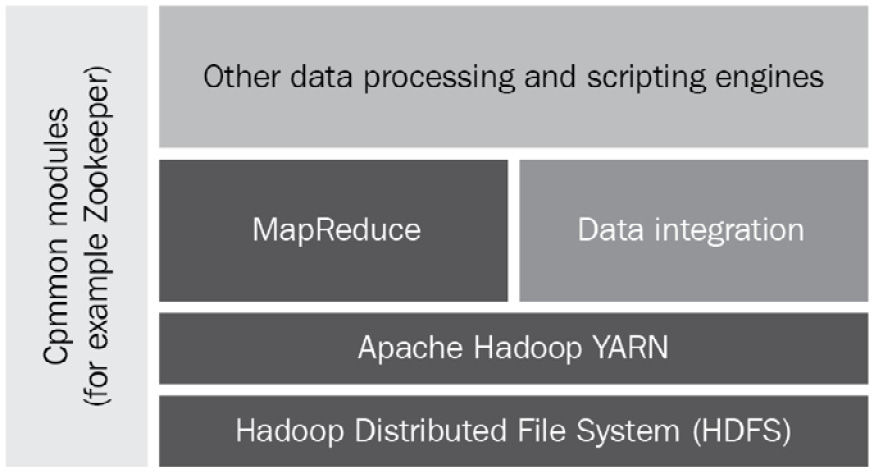 Cpmmon modules
(for example Zookeeper)
Other data processing and scripting engines
MapReduce
Data integration
Apache Hadoop YARN
Hadoop Distributed File System (HDFS)